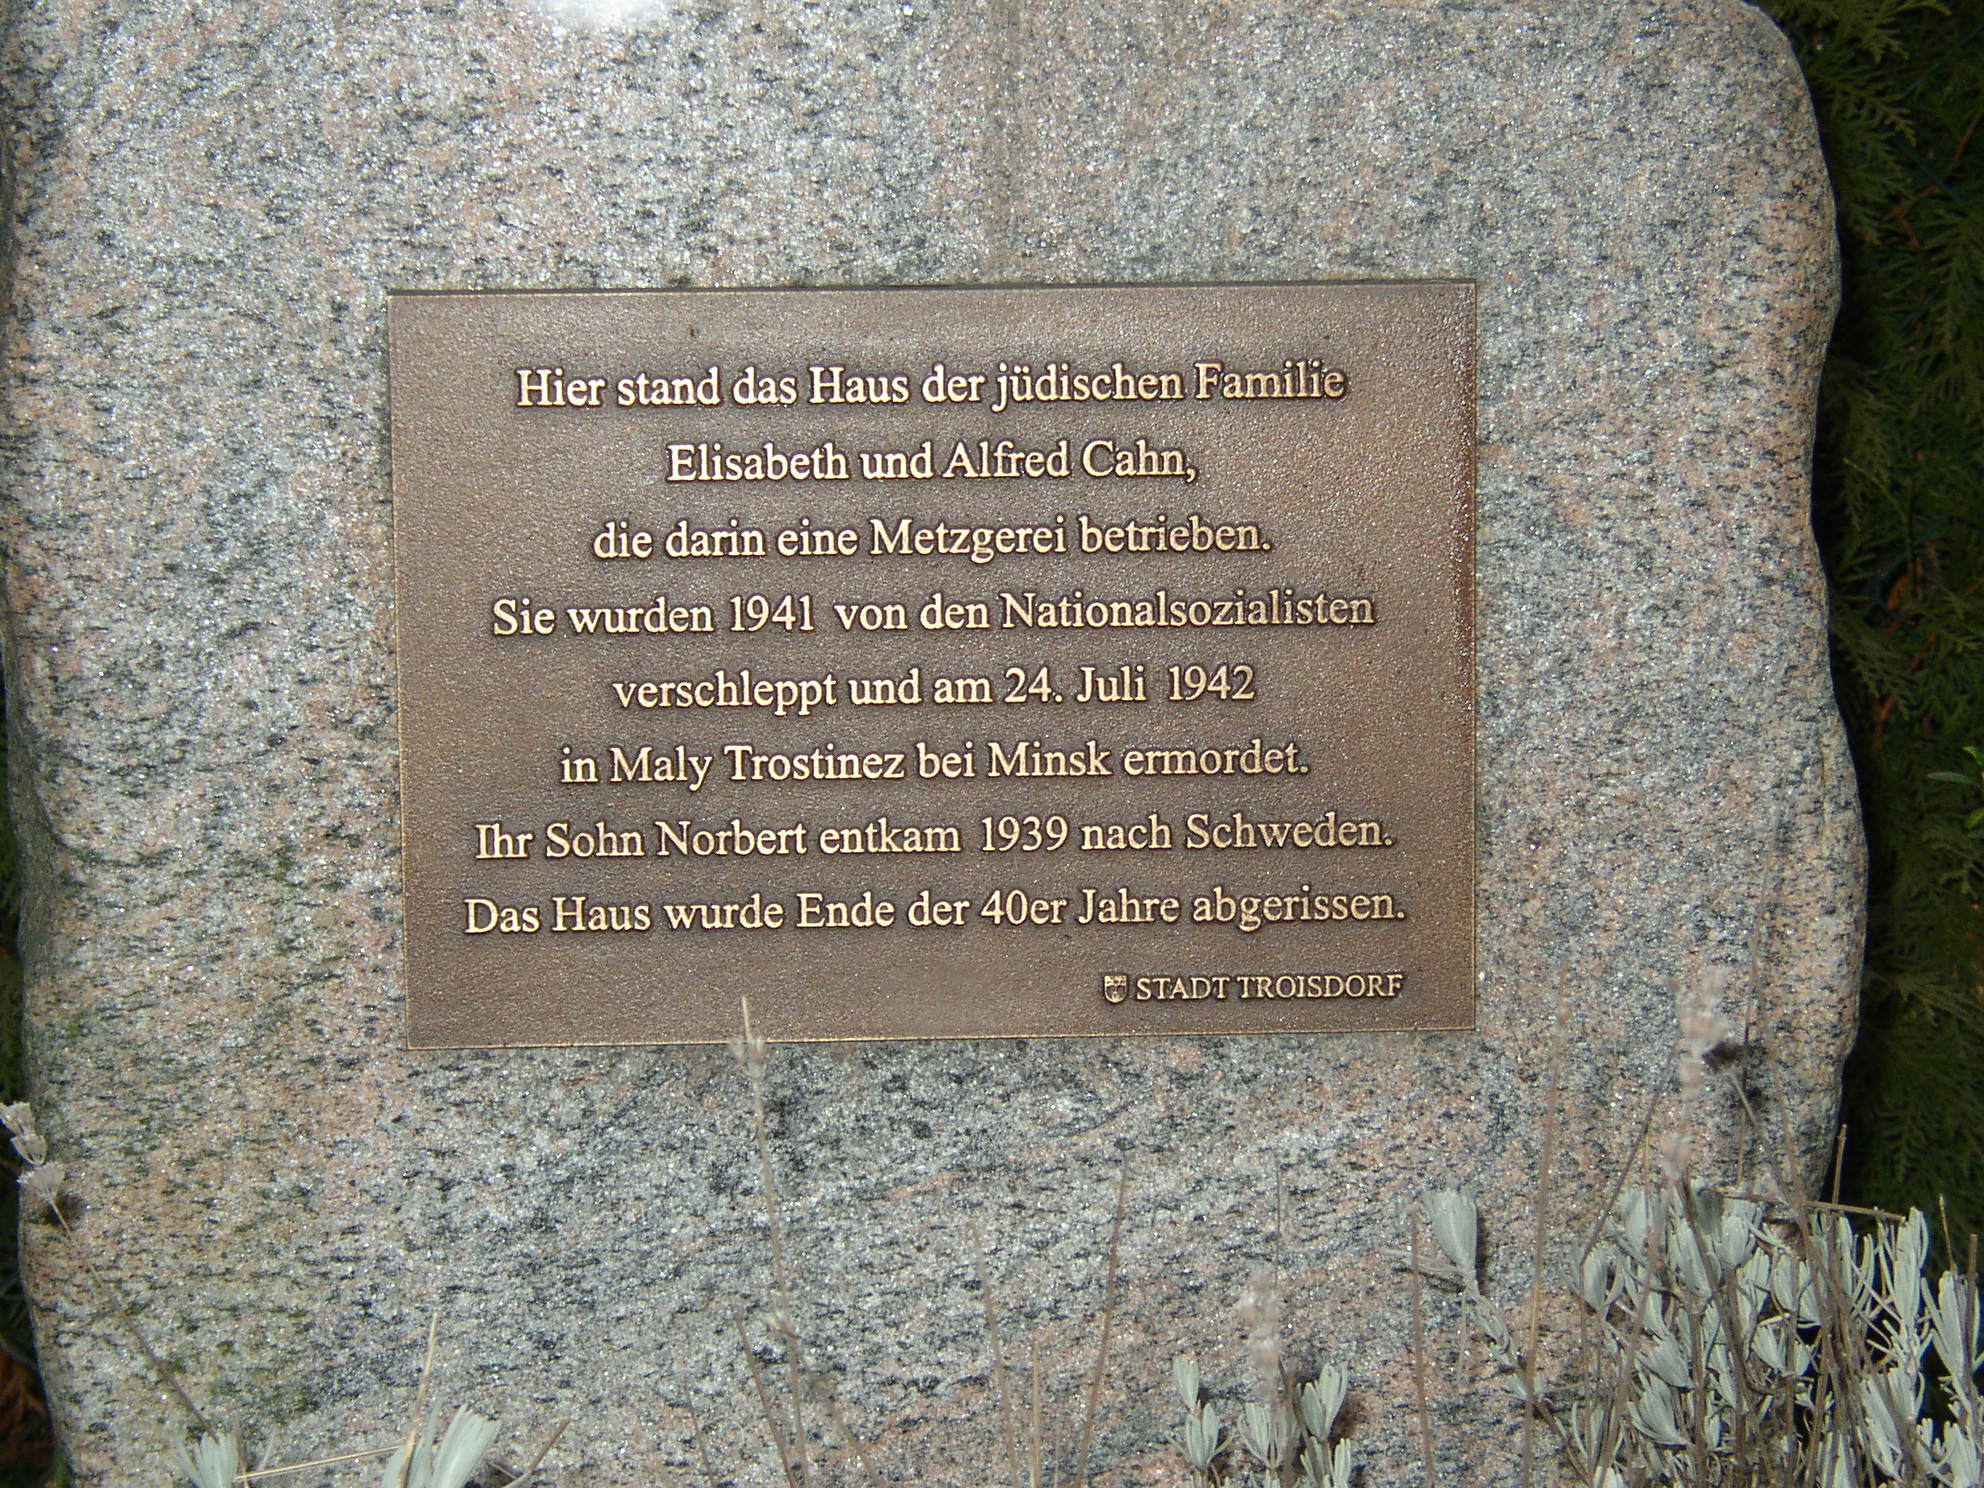 Hier stand das Haus der jüdischen Familie
Elisabeth und Alfred Cahn,
die darin eine Metzgerei betrieben.
Sie wurden 1941 von den Nationalsozialisten
verschleppt und am 24. Juli 1942
in Maly Trostinez bei Minsk ermordet.
Ihr Sohn Norbert entkam 1939 nach Schweden.
Das Haus wurde Ende der 40er Jahre abgerissen.
STADT TROISDORF